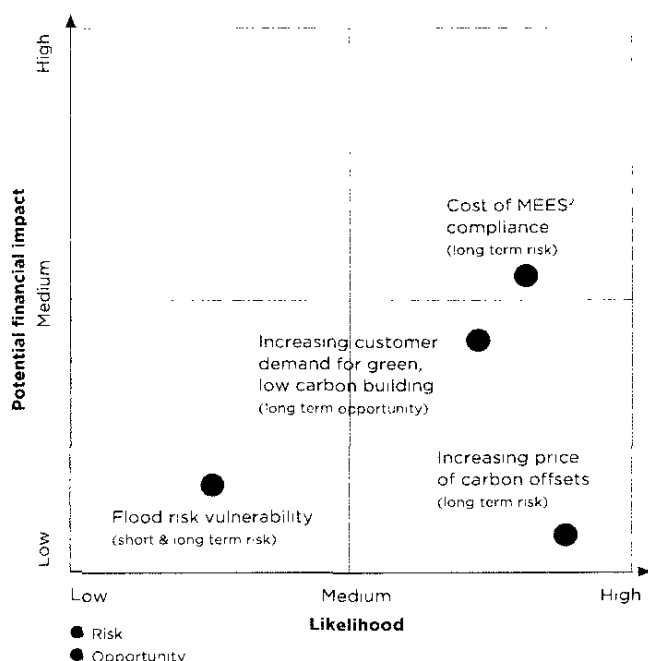 High
Cost of MEES²
compliance
(long term risk)
Potential financial impact
Medium
Increasing customer
demand for green,
low carbon building
(long term opportunity)
Increasing price
of carbon offsets
(long term risk)
Flood risk vulnerability
(short & long term risk)
Low
Low
Medium
High
Likelihood
Risk
Opportunity